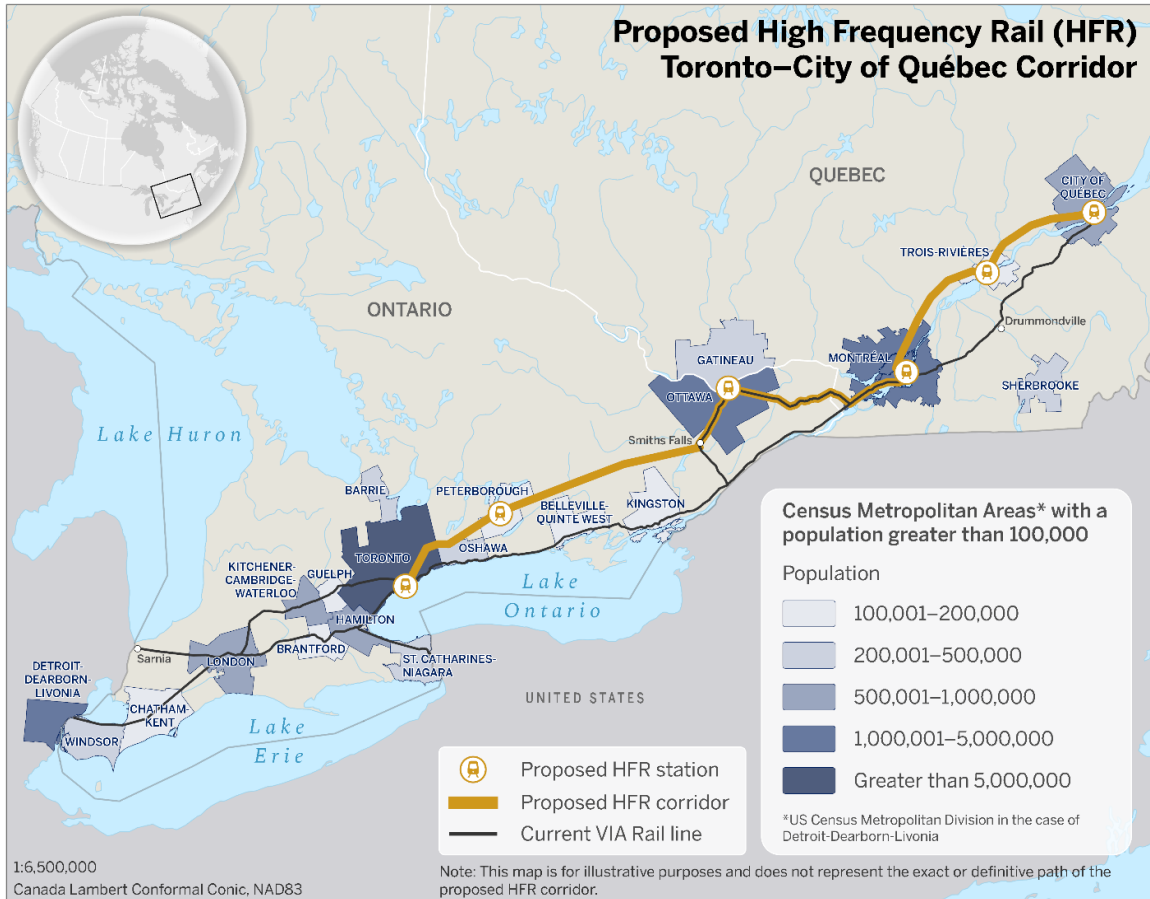 Proposed High Frequency Rail (HFR)
Toronto–City of Québec Corridor
QUEBEC
CITY OF
QUÉBEC
TROIS-RIVIÈRES
ONTARIO
Drummondville
GATINEAU
MONTRÉAL
SHERBROOKE
OTTAWA
Lake Huron
Smiths Falls
BARRIE
PETERBOROUGH
BELLEVILLE-
QUINTE WEST
KINGSTON
OSHAWA
TORONTO
KITCHENER-
CAMBRIDGE-
WATERLOO
GUELPH
Lake
Ontario
HAMILTON
BRANTFORD
ST. CATHARINES-
NIAGARA
Sarnia
LONDON
DETROIT-
DEARBORN-
LIVONIA
CHATHAM-
KENT
WINDSOR
Lake
Erie
UNITED STATES
Census Metropolitan Areas* with a
population greater than 100,000
Population
100,001–200,000
200,001–500,000
500,001–1,000,000
1,000,001–5,000,000
Greater than 5,000,000
*US Census Metropolitan Division in the case of
Detroit-Dearborn-Livonia
Proposed HFR station
Proposed HFR corridor
Current VIA Rail line
1:6,500,000
Canada Lambert Conformal Conic, NAD83
Note: This map is for illustrative purposes and does not represent the exact or definitive path of the
proposed HFR corridor.